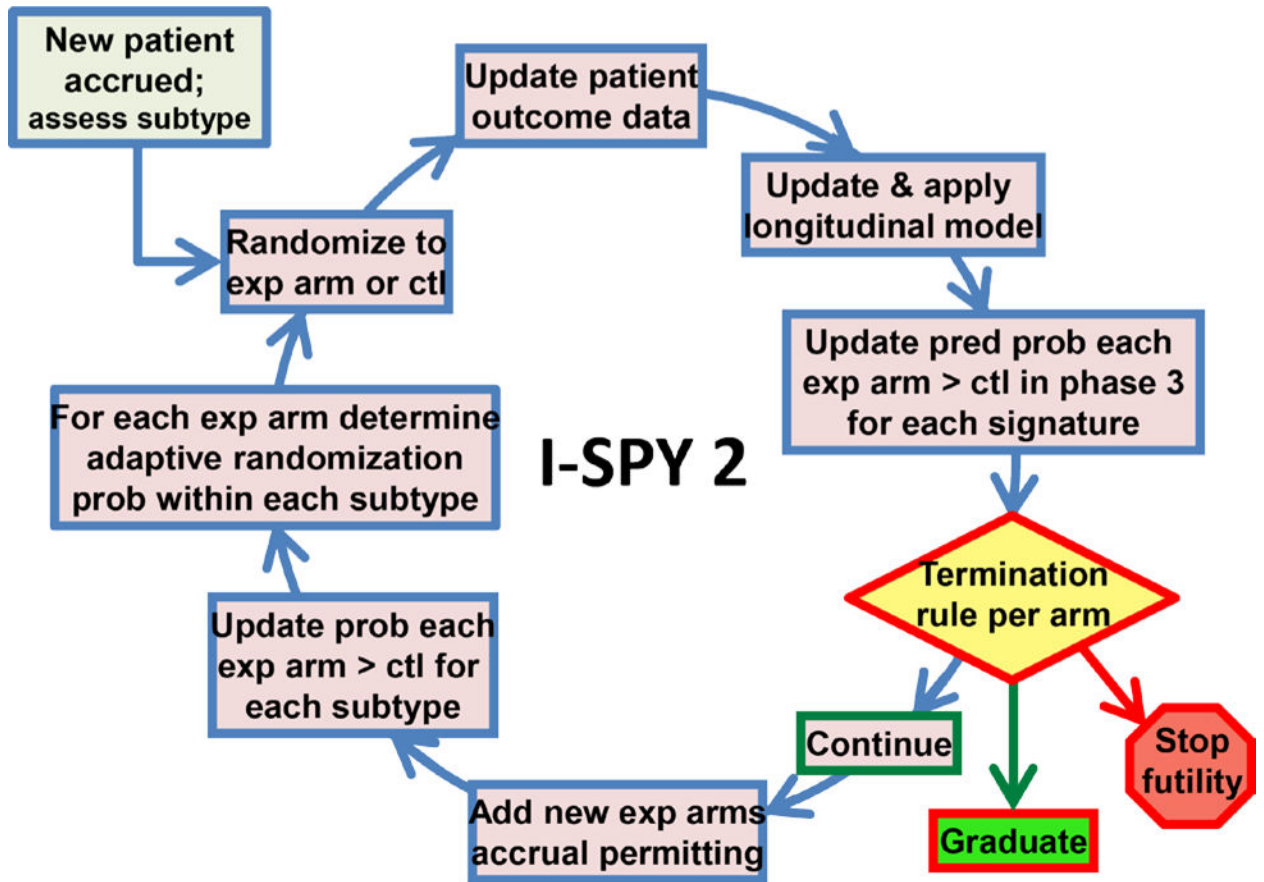 New patient
accrued;
assess subtype
Update patient
outcome data
Update & apply
longitudinal model
Randomize to
exp arm or ctl
Update pred prob each
exp arm > ctl in phase 3
for each signature
For each exp arm determine
adaptive randomization
prob within each subtype
I-SPY 2
Termination
rule per arm
Update prob each
exp arm > ctl for
each subtype
Continue
Stop
futility
Add new exp arms
accrual permitting
Graduate